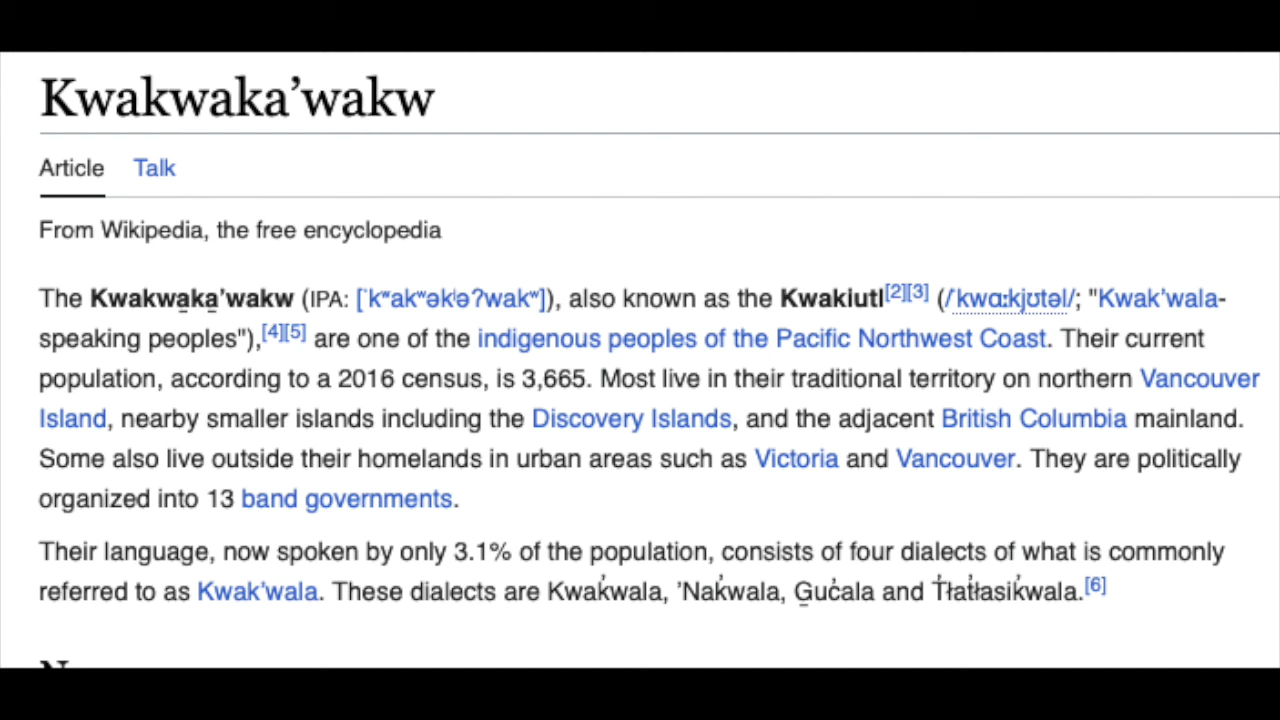 Kwakwaka’wakw
Article Talk
From Wikipedia, the free encyclopedia
The Kwakwa̱ka̱’wakw (IPA: [ˈkʷakʷəkʲəʔwakʷ]), also known as the Kwakiutl[2][3] (/ˈkwɑːkjʊtəl/; "Kwak’wala-
speaking peoples"),[4][5] are one of the indigenous peoples of the Pacific Northwest Coast. Their current
population, according to a 2016 census, is 3,665. Most live in their traditional territory on northern Vancouver
Island, nearby smaller islands including the Discovery Islands, and the adjacent British Columbia mainland.
Some also live outside their homelands in urban areas such as Victoria and Vancouver. They are politically
organized into 13 band governments.
Their language, now spoken by only 3.1% of the population, consists of four dialects of what is commonly
referred to as Kwak’wala. These dialects are Kwak̓wala, ’Nak̓wala, G̱uc̓ala and T̓łat̓łasik̓wala.[6]